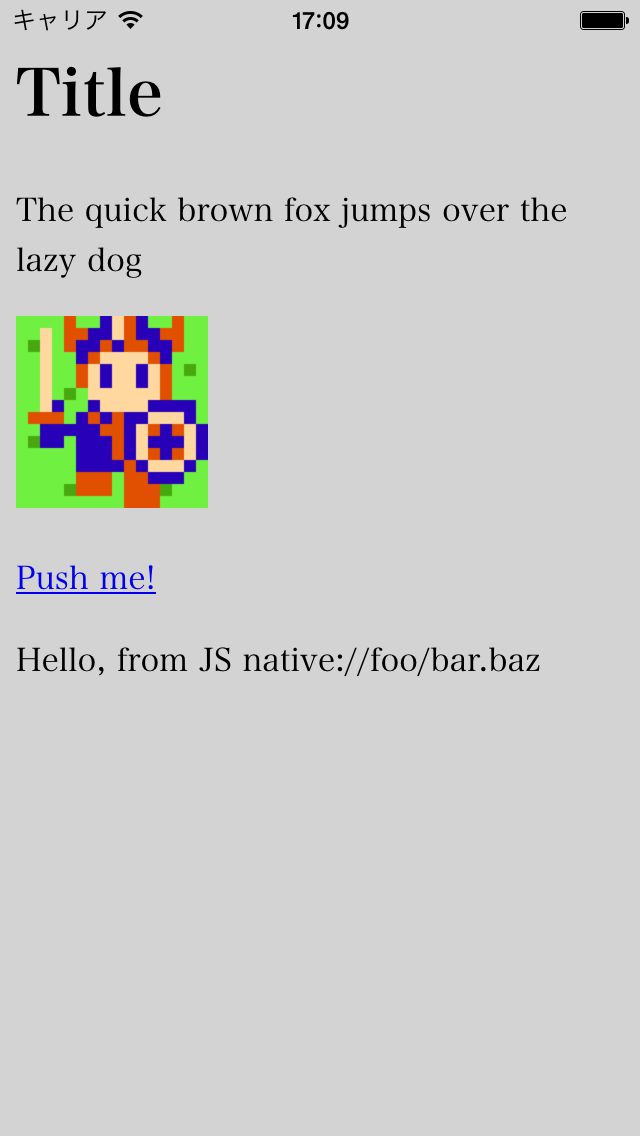 キャリア 17:09
Title
The quick brown fox jumps over the
lazy dog
Push me!
Hello, from JS native://foo/bar.baz